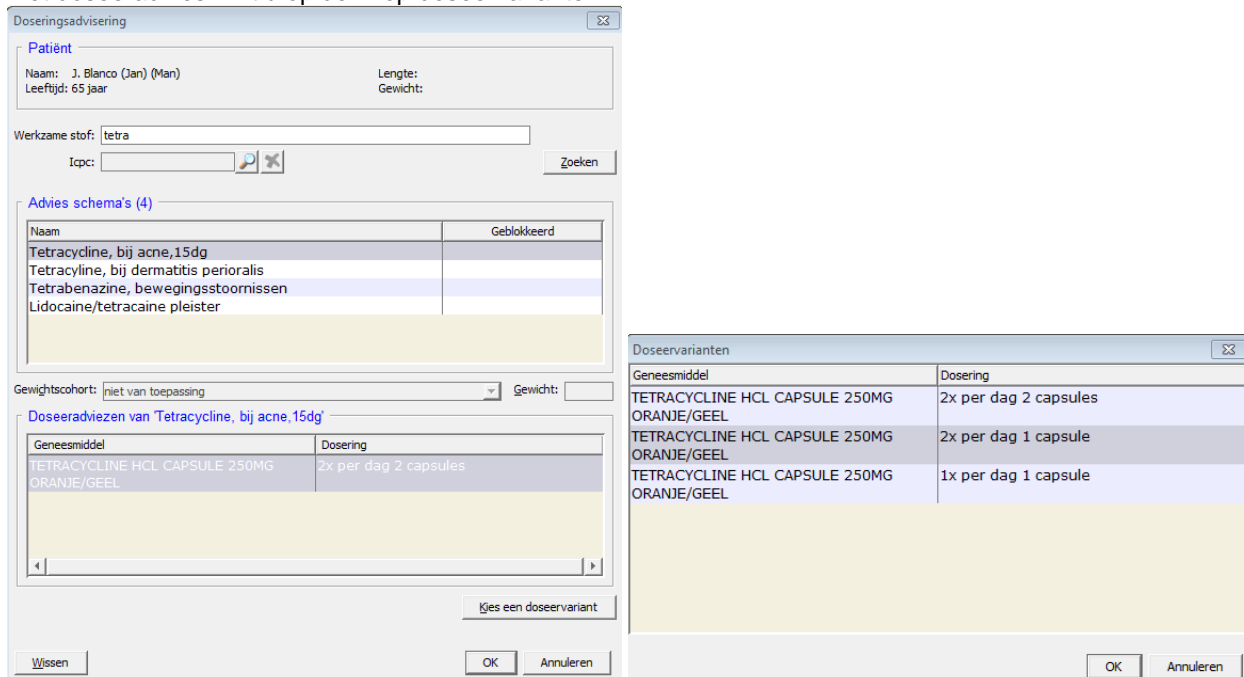 Doseringsadvisering
Patiënt
Naam: J. Blanco (Jan) (Man)
Lengte:
Leeftijd: 65 jaar
Gewicht:
Werkzame stof: tetra
Icpc:
Zoeken
Advies schema's (4)
Naam Geblokkeerd
Tetracycline, bij acne,15dg
Tetracyline, bij dermatitis perioralis
Tetrabenazine, bewegingsstoornissen
Lidocaine/tetracaine pleister
Gewichtscohort: niet van toepassing Gewicht:
Doseeradviezen van 'Tetracycline, bij acne,15dg'
Geneesmiddel Dosering
TETRACYCLINE HCL CAPSULE 250MG 2x per dag 2 capsules
ORANJE/GEEL
Kies een doseervariant
Wissen OK Annuleren
Doseervarianten
Geneesmiddel Dosering
TETRACYCLINE HCL CAPSULE 250MG 2x per dag 2 capsules
ORANJE/GEEL
TETRACYCLINE HCL CAPSULE 250MG 2x per dag 1 capsule
ORANJE/GEEL
TETRACYCLINE HCL CAPSULE 250MG 1x per dag 1 capsule
ORANJE/GEEL
OK Annuleren